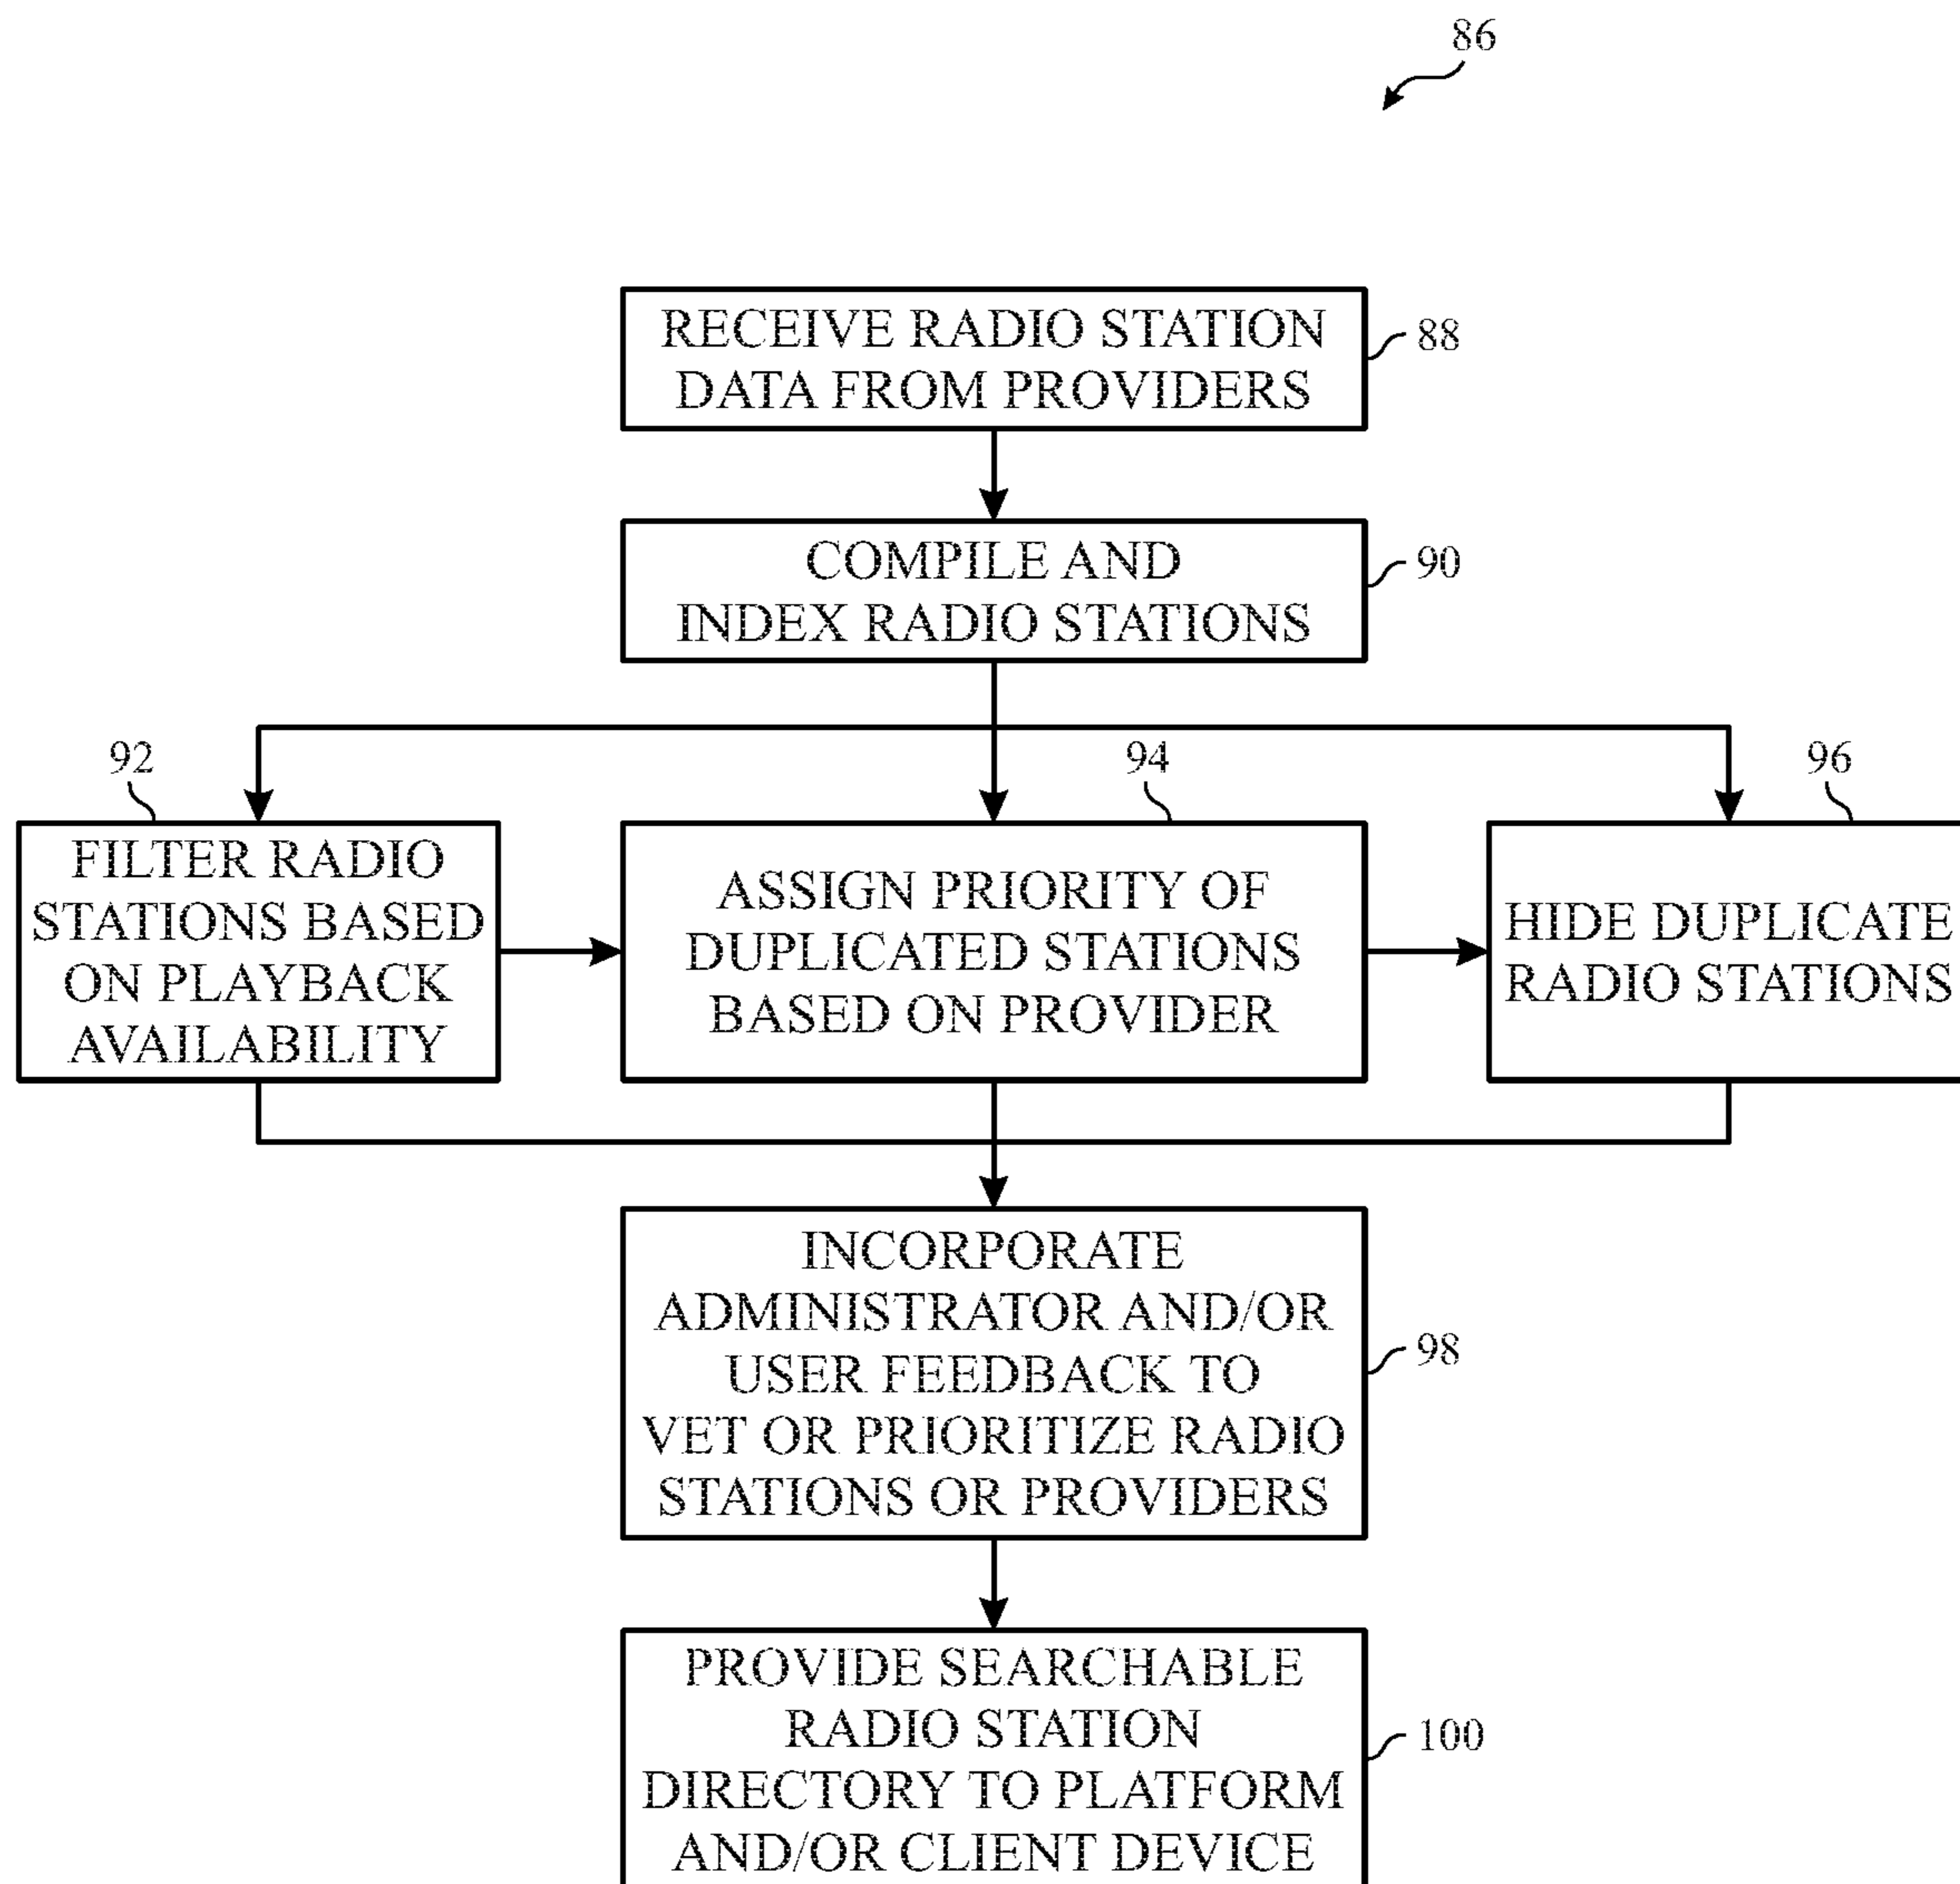 86
RECEIVE RADIO STATION
DATA FROM PROVIDERS
88
COMPILE AND
INDEX RADIO STATIONS
90
92
FILTER RADIO
STATIONS BASED
ON PLAYBACK
AVAILABILITY
94
ASSIGN PRIORITY OF
DUPLICATED STATIONS
BASED ON PROVIDER
96
HIDE DUPLICATE
RADIO STATIONS
INCORPORATE
ADMINISTRATOR AND/OR
USER FEEDBACK TO
VET OR PRIORITIZE RADIO
STATIONS OR PROVIDERS
98
PROVIDE SEARCHABLE
RADIO STATION
DIRECTORY TO PLATFORM
AND/OR CLIENT DEVICE
100